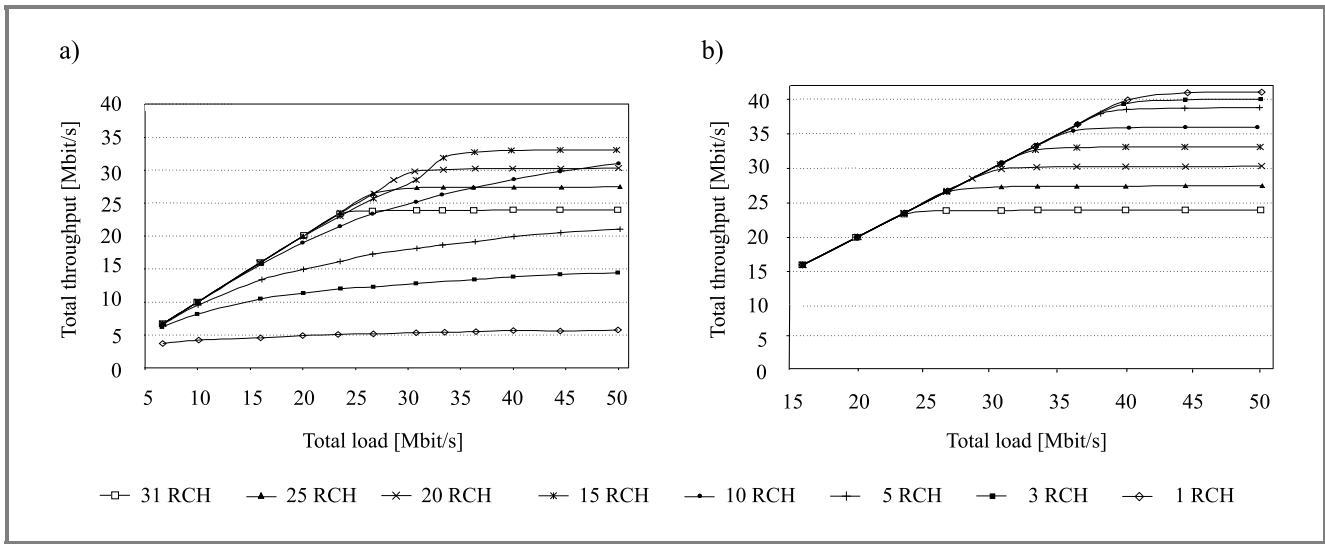 a)
Total throughput [Mbit/s]
40
35
30
25
20
15
10
5
0
5 10 15 20 25 30 35 40 45 50
Total load [Mbit/s]
b)
Total throughput [Mbit/s]
40
35
30
25
20
15
10
5
0
15 20 25 30 35 40 45 50
Total load [Mbit/s]
31 RCH 25 RCH 20 RCH 15 RCH 10 RCH 5 RCH 3 RCH 1 RCH